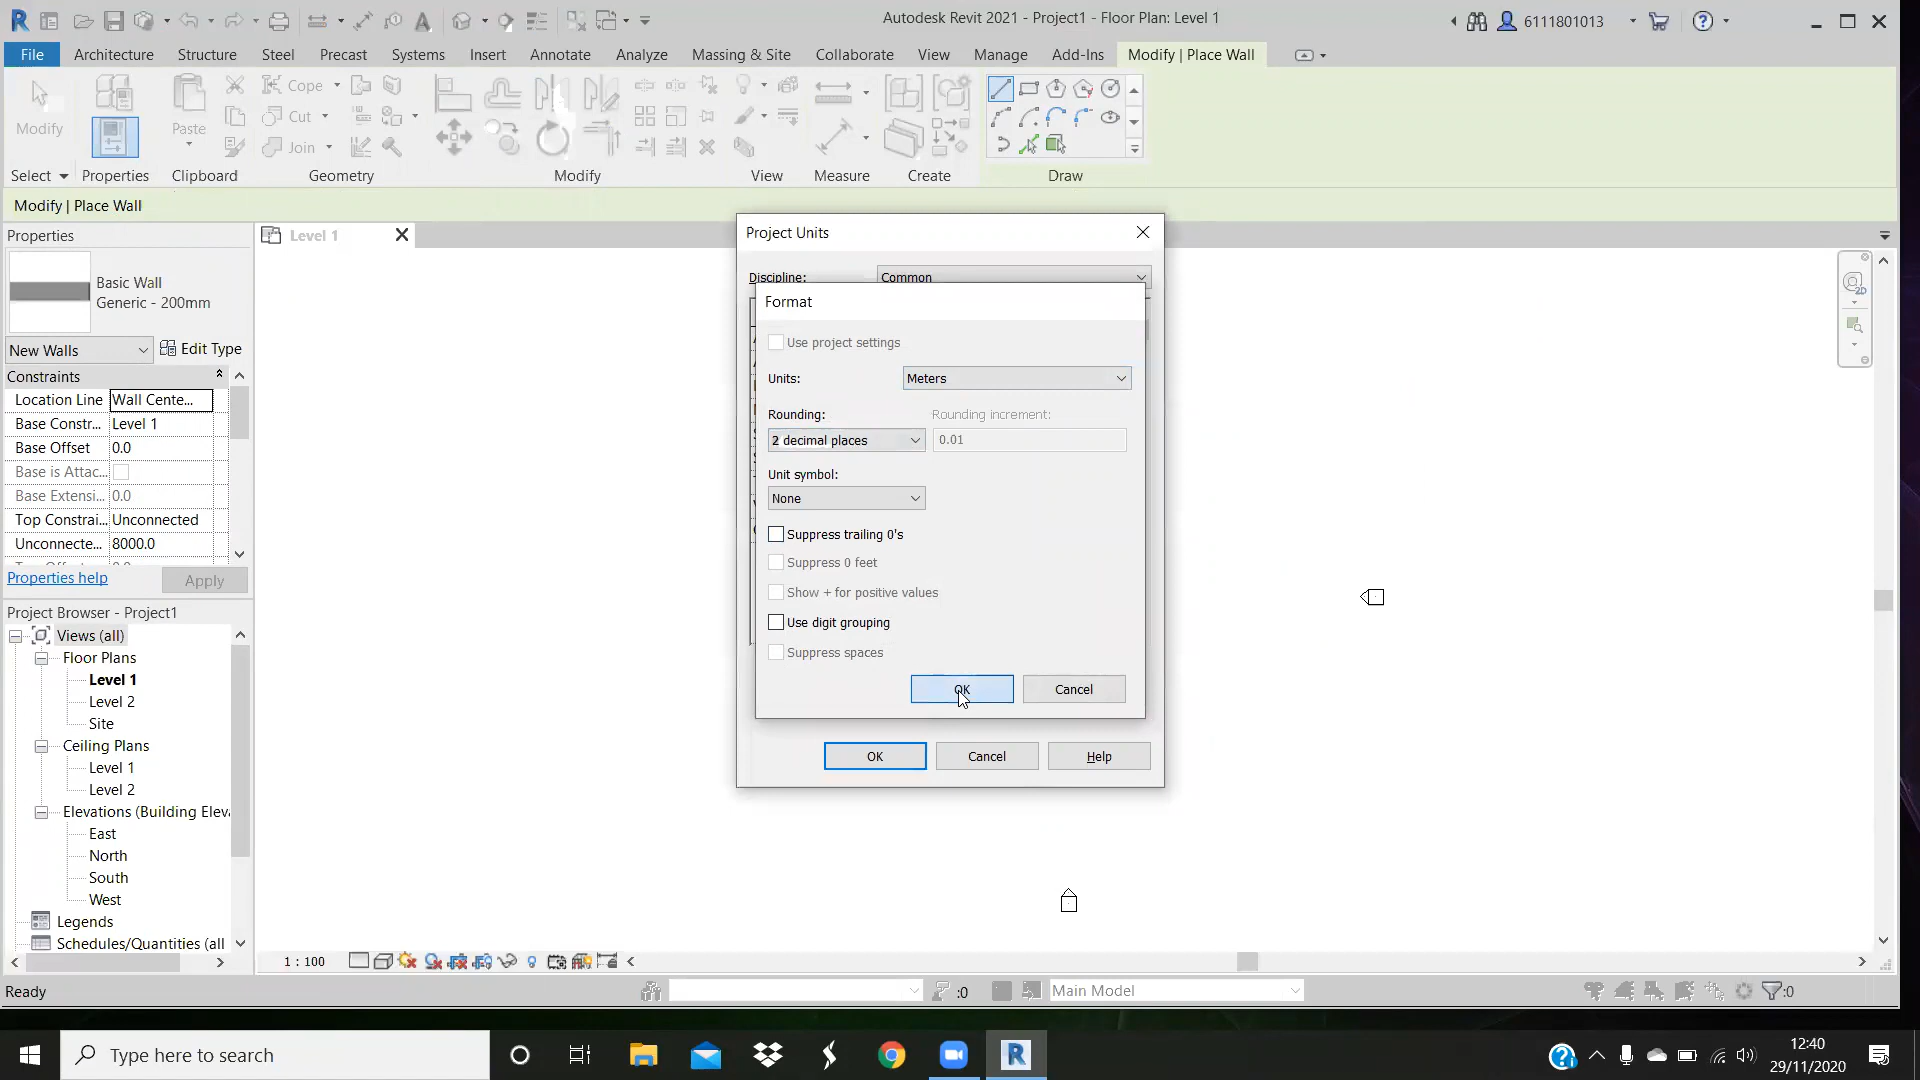 Autodesk Revit 2021 - Project1 - Floor Plan: Level 1
6111801013
File Architecture Structure Steel Precast Systems Insert Annotate Analyze Massing & Site Collaborate View Manage Add-Ins Modify | Place Wall
Modify
Paste
Cope
Cut
Join
Select Properties Clipboard Geometry Modify View Measure Create Draw
Modify | Place Wall
Properties
Level 1
Basic Wall
Generic - 200mm
New Walls Edit Type
Constraints
Location Line Wall Cente...
Base Constr... Level 1
Base Offset 0.0
Base is Attac...
Base Extensi... 0.0
Top Constrai... Unconnected
Unconnecte... 8000.0
Properties help Apply
Project Browser - Project1
Views (all)
Floor Plans
Level 1
Level 2
Site
Ceiling Plans
Level 1
Level 2
Elevations (Building Elev
East
North
South
West
Legends
Schedules/Quantities (all
Project Units
Discipline: Common
Format
Use project settings
Units: Meters
Rounding: Rounding increment:
2 decimal places 0.01
Unit symbol:
None
Suppress trailing 0's
Suppress 0 feet
Show + for positive values
Use digit grouping
Suppress spaces
OK Cancel
OK Cancel Help
1 : 100
Ready
:0
Main Model
:0
Type here to search
12:40
29/11/2020